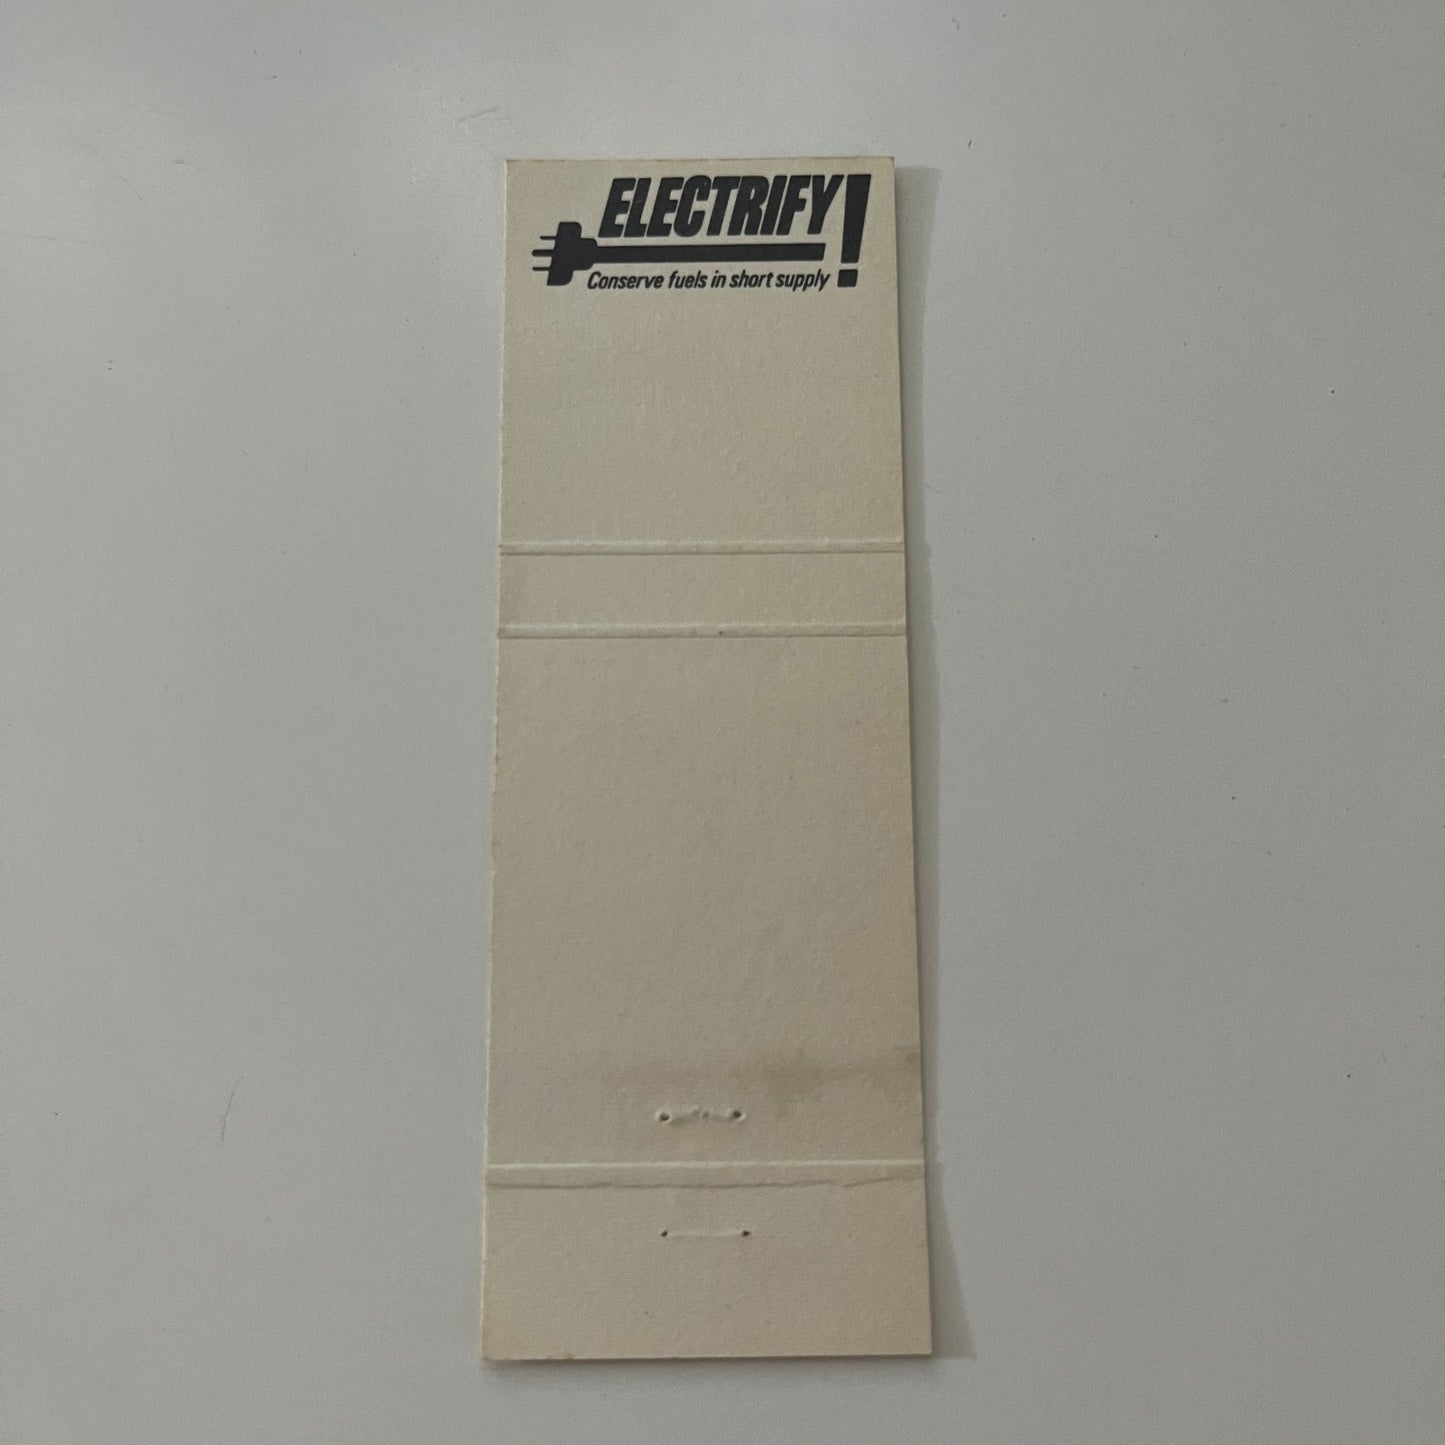 ELECTRIFY!
Conserve fuels in short supply